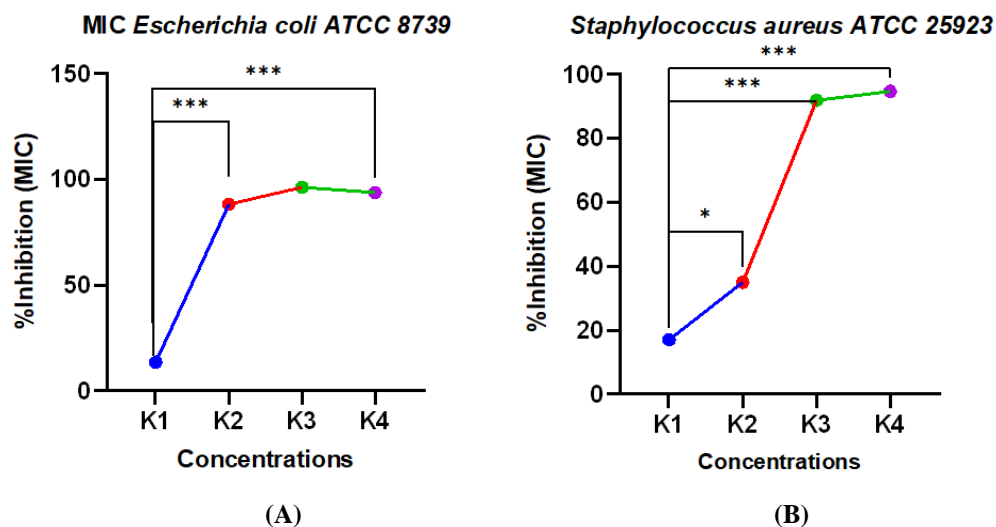 MIC Escherichia coli ATCC 8739
150
100
50
0
%Inhibition (MIC)
***
***
K1 K2 K3 K4
Concentrations
(A)
Staphylococcus aureus ATCC 25923
100
80
60
40
20
0
%Inhibition (MIC)
***
***
*
K1 K2 K3 K4
Concentrations
(B)